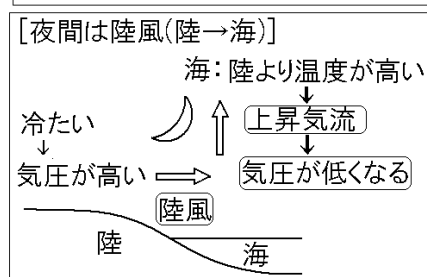 [夜間は陸風(陸→海)]
海：陸より温度が高い
↓
冷たい
上昇気流
↓
↓
気圧が高い⇒気圧が低くなる
陸風
陸
海